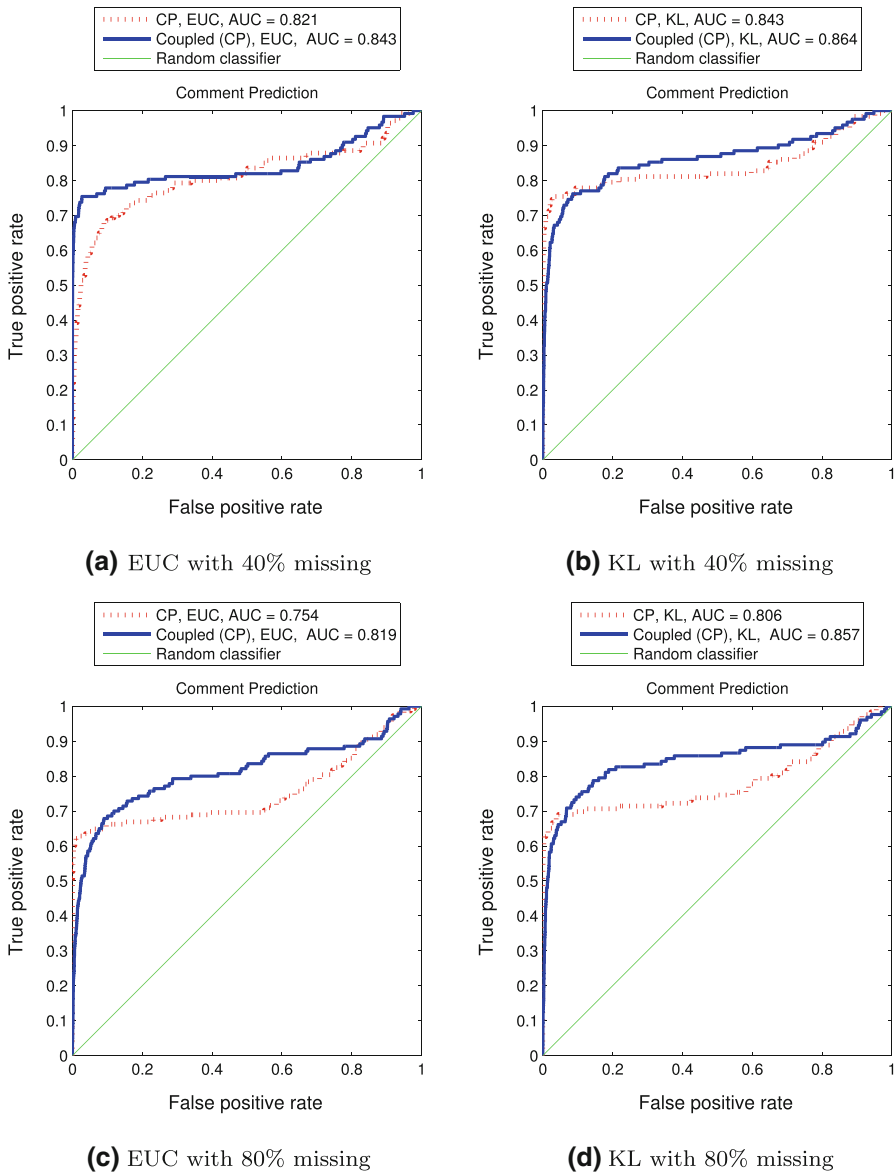 CP, EUC, AUC = 0.821
Coupled (CP), EUC, AUC = 0.843
Random classifier
Comment Prediction
1
0.9
0.8
0.7
0.6
0.5
0.4
0.3
0.2
0.1
0
True positive rate
0 0.2 0.4 0.6 0.8 1
False positive rate
(a) EUC with 40% missing
CP, KL, AUC = 0.843
Coupled (CP), KL, AUC = 0.864
Random classifier
Comment Prediction
1
0.9
0.8
0.7
0.6
0.5
0.4
0.3
0.2
0.1
0
True positive rate
0 0.2 0.4 0.6 0.8 1
False positive rate
(b) KL with 40% missing
CP, EUC, AUC = 0.754
Coupled (CP), EUC, AUC = 0.819
Random classifier
Comment Prediction
1
0.9
0.8
0.7
0.6
0.5
0.4
0.3
0.2
0.1
0
True positive rate
0 0.2 0.4 0.6 0.8 1
False positive rate
(c) EUC with 80% missing
CP, KL, AUC = 0.806
Coupled (CP), KL, AUC = 0.857
Random classifier
Comment Prediction
1
0.9
0.8
0.7
0.6
0.5
0.4
0.3
0.2
0.1
0
True positive rate
0 0.2 0.4 0.6 0.8 1
False positive rate
(d) KL with 80% missing